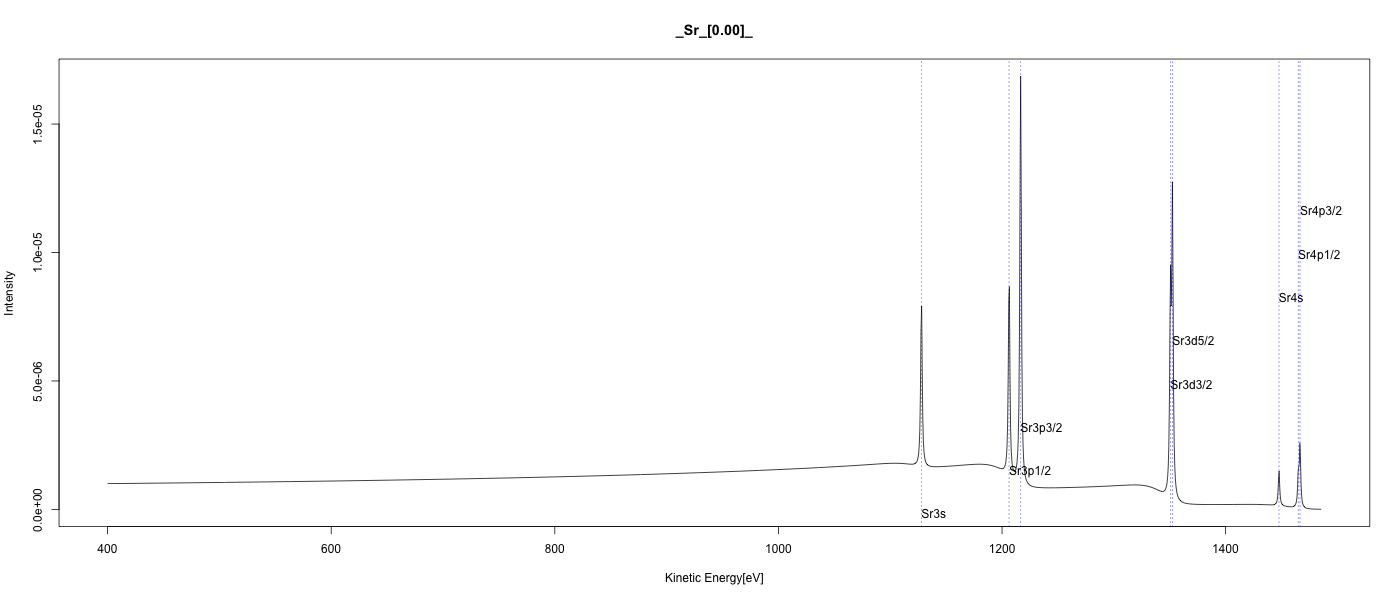 _Sr_[0.00]_
1.5e-05
1.0e-05
5.0e-06
0.0e+00
Intensity
Sr4p3/2
Sr4p1/2
Sr4s
Sr3d5/2
Sr3d3/2
Sr3p3/2
Sr3p1/2
Sr3s
400 600 800 1000 1200 1400
Kinetic Energy[eV]